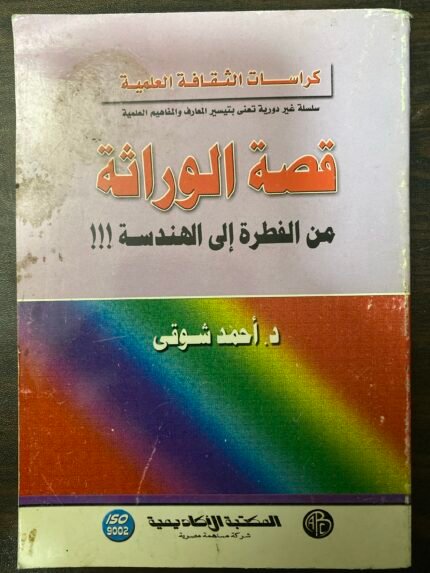 كراسات الثقافة العلمية
سلسلة غير دورية تعنى بتيسير المعارف والمفاهيم العلمية
قصة الوراثة
من الفطرة إلى الهندسة !!!
د. أحمد شوقى
ISO
9002
المكتبة الأكاديمية
شركة مساهمة مصرية